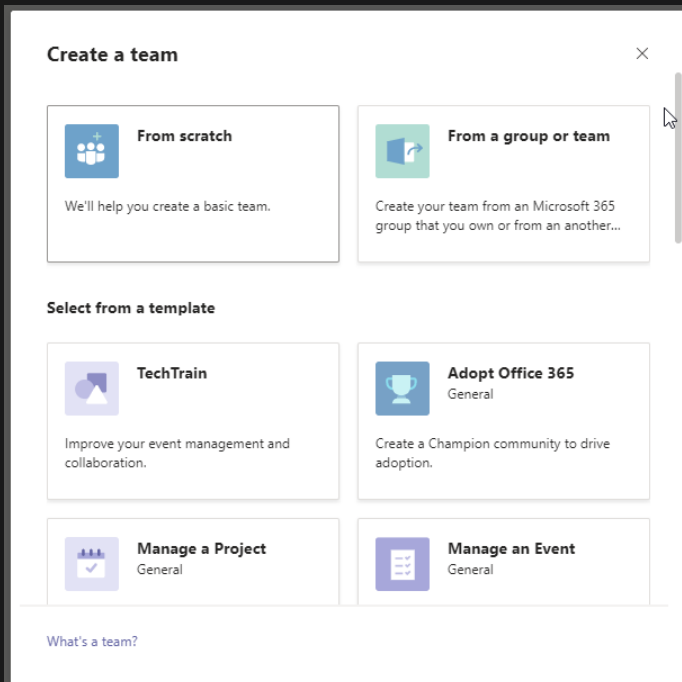 Create a team
From scratch
We'll help you create a basic team.
From a group or team
Create your team from an Microsoft 365
group that you own or from an another...
Select from a template
TechTrain
Improve your event management and
collaboration.
Adopt Office 365
General
Create a Champion community to drive
adoption.
Manage a Project
General
Manage an Event
General
What's a team?